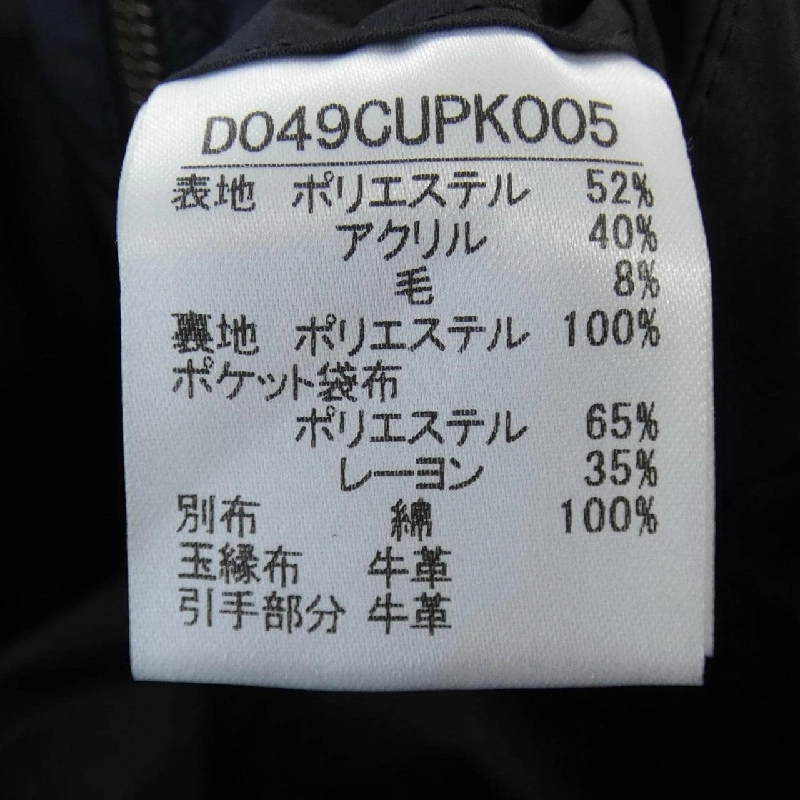 D049CUPK005
表地 ポリエステル 52%
アクリル 40%
毛 8%
裏地 ポリエステル 100%
ポケット袋布
ポリエステル 65%
レーヨン 35%
別布 綿 100%
玉縁布 牛革
引手部分 牛革